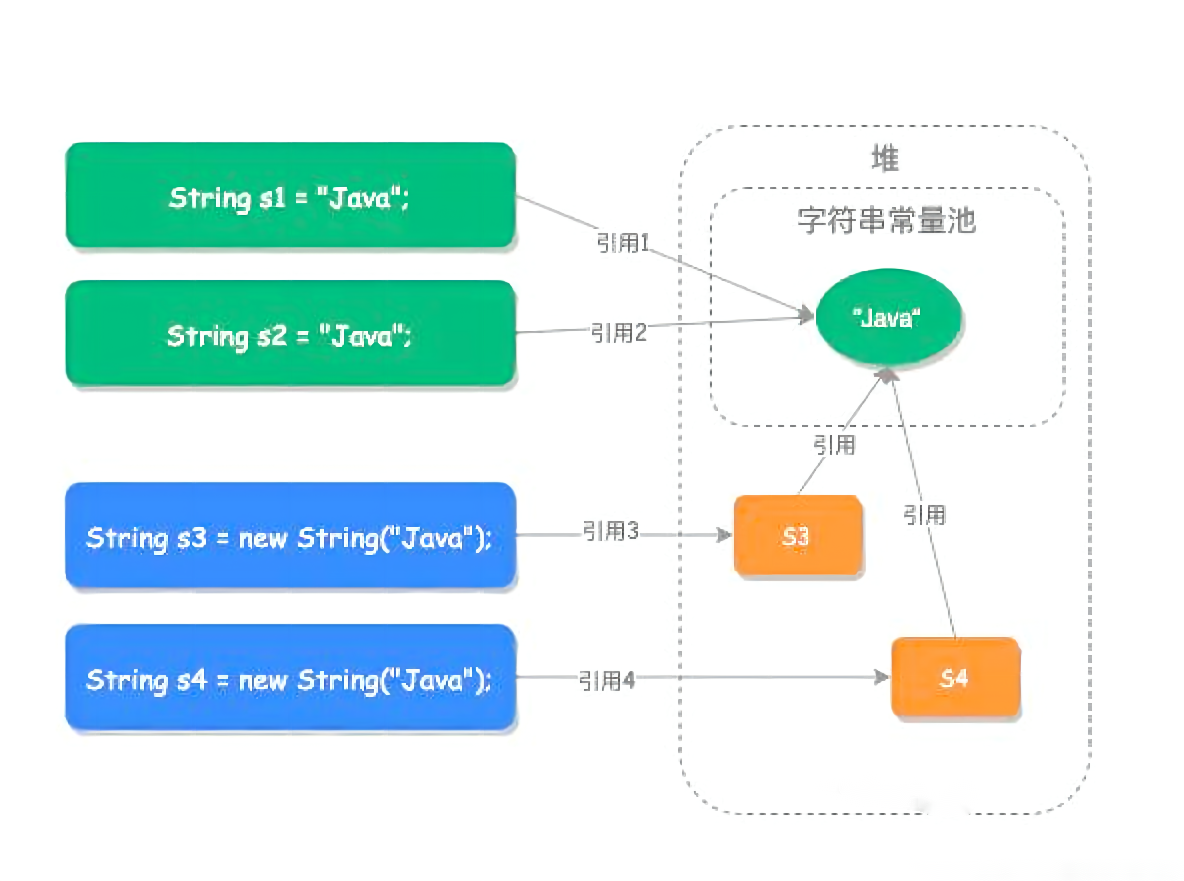 堆
字符串常量池
String s1 = "Java";
引用1
String s2 = "Java";
引用2
"Java"
引用
String s3 = new String("Java");
引用3
S3
引用
String s4 = new String("Java");
引用4
S4